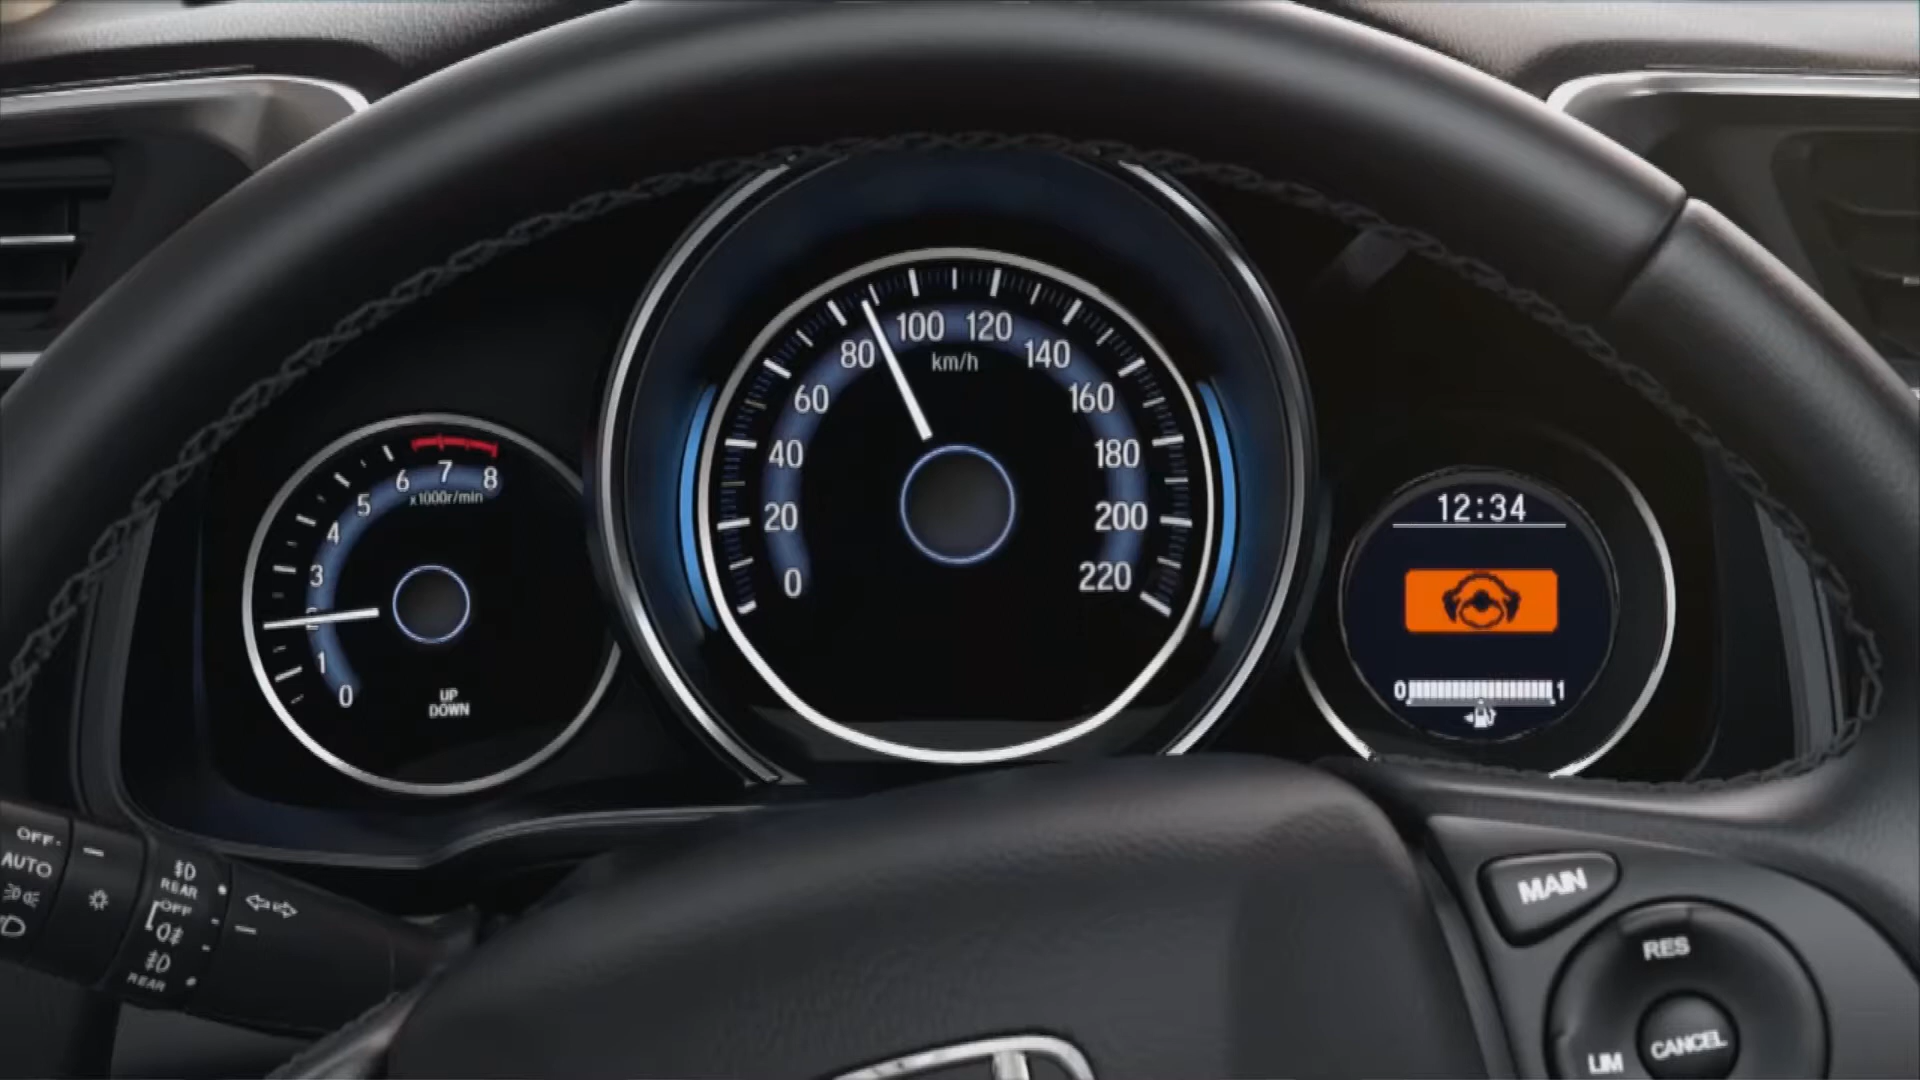 100 120
80 140
km/h
60 160
40 180
20 200
0 220
6 7 8
x1000r/min
5
4
3
2
1
0
UP
DOWN
12:34
0 1
OFF
AUTO
REAR
OFF
REAR
MAIN
RES
CANCEL
LIM